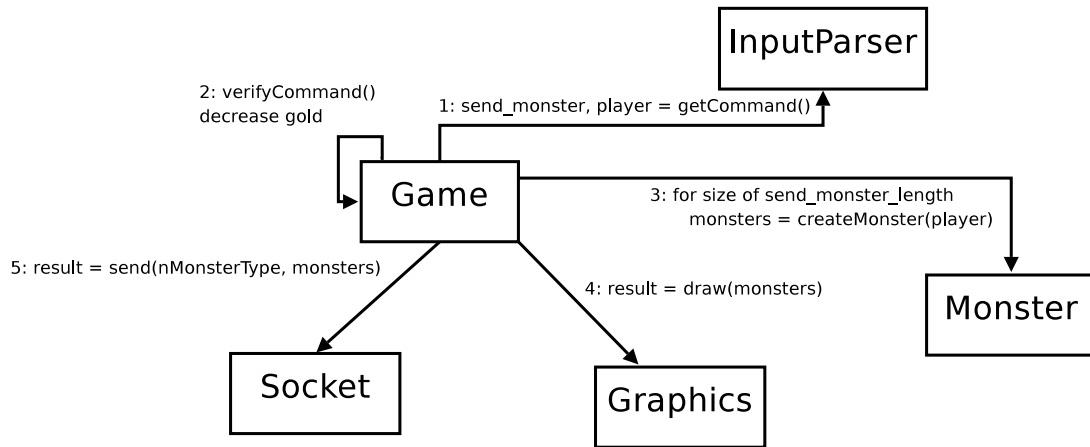 InputParser
2: verifyCommand()
decrease gold
1: send_monster, player = getCommand()
Game
3: for size of send_monster_length
monsters = createMonster(player)
5: result = send(nMonsterType, monsters)
4: result = draw(monsters)
Monster
Socket
Graphics